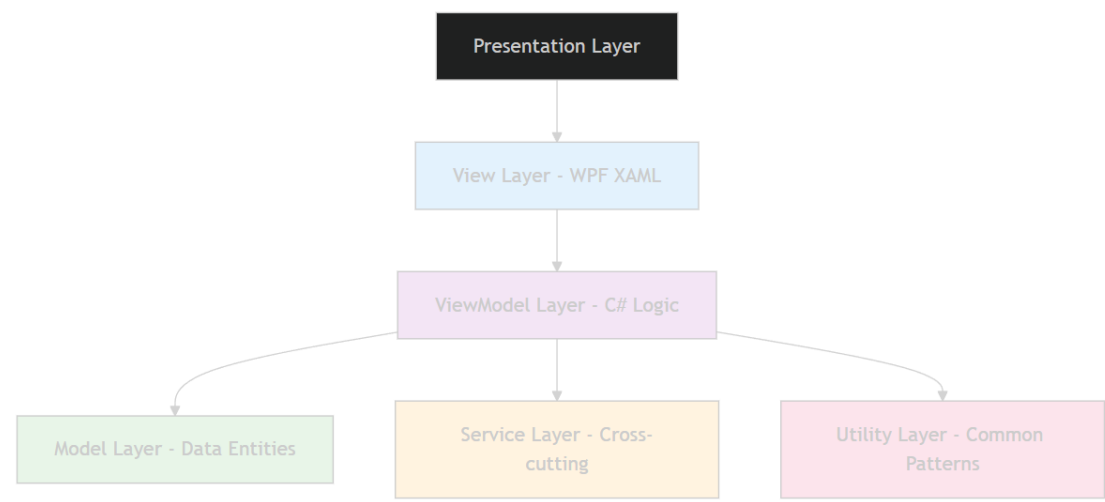 Presentation Layer
View Layer - WPF XAML
ViewModel Layer - C# Logic
Model Layer - Data Entities
Service Layer - Cross-
cutting
Utility Layer - Common
Patterns